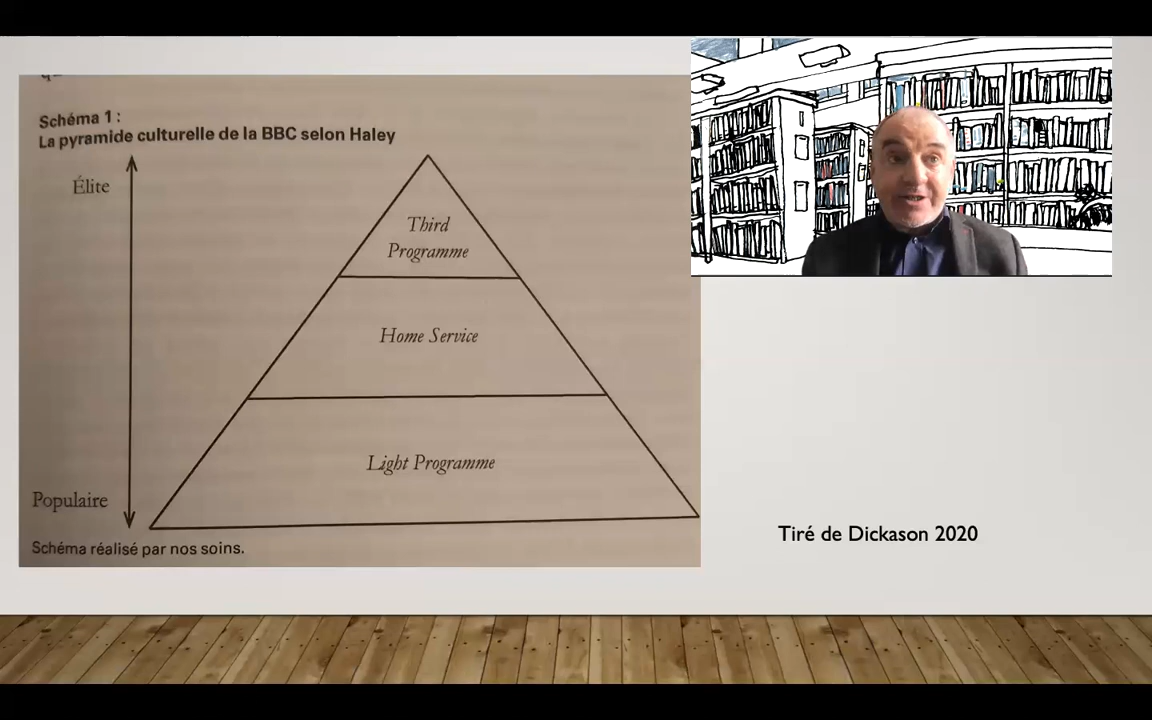 Schéma 1 :
La pyramide culturelle de la BBC selon Haley
Élite
Third
Programme
Home Service
Light Programme
Populaire
Schéma réalisé par nos soins.
Tiré de Dickason 2020